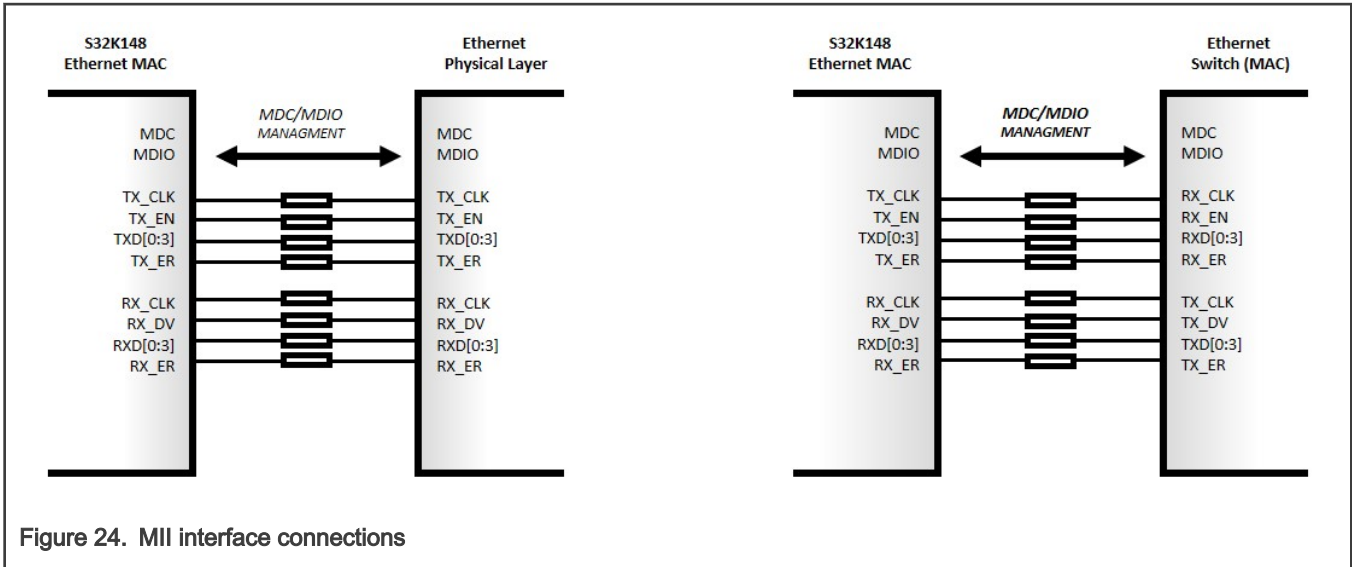 S32K148
Ethernet MAC
Ethernet
Physical Layer
MDC/MDIO
MANAGMENT
MDC
MDIO
TX_CLK
TX_EN
TXD[0:3]
TX_ER
RX_CLK
RX_DV
RXD[0:3]
RX_ER
MDC
MDIO
TX_CLK
TX_EN
TXD[0:3]
TX_ER
RX_CLK
RX_DV
RXD[0:3]
RX_ER
S32K148
Ethernet MAC
Ethernet
Switch (MAC)
MDC/MDIO
MANAGMENT
MDC
MDIO
TX_CLK
TX_EN
TXD[0:3]
TX_ER
RX_CLK
RX_DV
RXD[0:3]
RX_ER
MDC
MDIO
RX_CLK
RX_EN
RXD[0:3]
RX_ER
TX_CLK
TX_DV
TXD[0:3]
TX_ER
Figure 24. MII interface connections